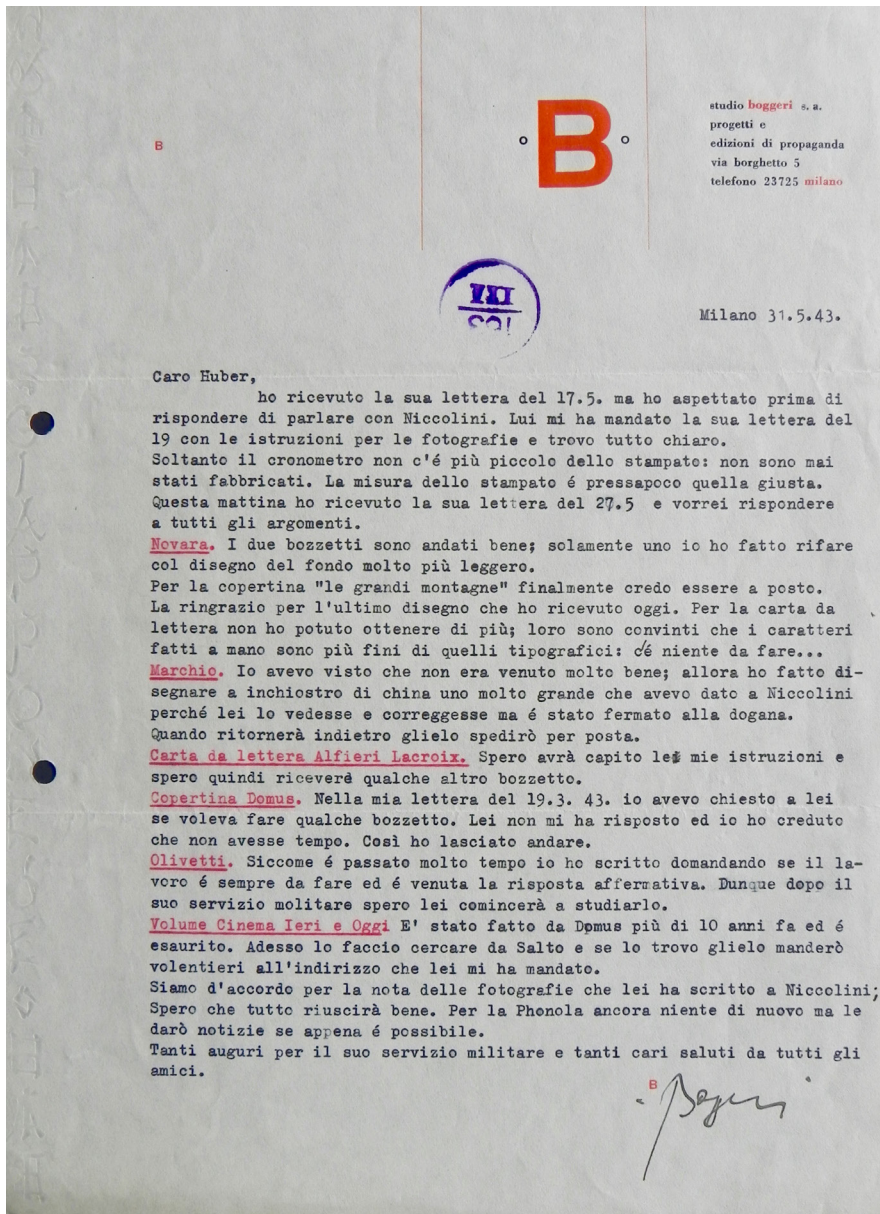 studio boggeri s. a.
progetti e
edizioni di propaganda
via borghetto 5
telefono 23725 milano
B
o B o
VII
Milano 31.5.43.
Caro Huber,
ho ricevuto la sua lettera del 17.5. ma ho aspettato prima di
rispondere di parlare con Niccolini. Lui mi ha mandato la sua lettera del
19 con le istruzioni per le fotografie e trovo tutto chiaro.
Soltanto il cronometro non c'é più piccolo dello stampato: non sono mai
stati fabbricati. La misura dello stampato é pressapoco quella giusta.
Questa mattina ho ricevuto la sua lettera del 27.5 e vorrei rispondere
a tutti gli argomenti.
Novara. I due bozzetti sono andati bene; solamente uno io ho fatto rifare
col disegno del fondo molto più leggero.
Per la copertina "le grandi montagne" finalmente credo essere a posto.
La ringrazio per l'ultimo disegno che ho ricevuto oggi. Per la carta da
lettera non ho potuto ottenere di più; loro sono convinti che i caratteri
fatti a mano sono più fini di quelli tipografici: c'é niente da fare...
Marchio. Io avevo visto che non era venuto molto bene; allora ho fatto di-
segnare a inchiostro di china uno molto grande che avevo dato a Niccolini
perché lei lo vedesse e correggesse ma é stato fermato alla dogana.
Quando ritornerà indietro glielo spedirò per posta.
Carta da lettera Alfieri Lacroix. Spero avrà capito le mie istruzioni e
spero quindi riceverè qualche altro bozzetto.
Copertina Domus. Nella mia lettera del 19.3. 43. io avevo chiesto a lei
se voleva fare qualche bozzetto. Lei non mi ha risposto ed io ho creduto
che non avesse tempo. Così ho lasciato andare.
Olivetti. Siccome é passato molto tempo io ho scritto domandando se il la-
voro é sempre da fare ed é venuta la risposta affermativa. Dunque dopo il
suo servizio molitare spero lei comincerà a studiarlo.
Volume Cinema Ieri e Oggi E' stato fatto da Domus più di 10 anni fa ed é
esaurito. Adesso lo faccio cercare da Salto e se lo trovo glielo manderò
volentieri all'indirizzo che lei mi ha mandato.
Siamo d'accordo per la nota delle fotografie che lei ha scritto a Niccolini;
Spero che tutto riuscirà bene. Per la Phonola ancora niente di nuovo ma le
darò notizie se appena é possibile.
Tanti auguri per il suo servizio militare e tanti cari saluti da tutti gli
amici.
B
Boggeri